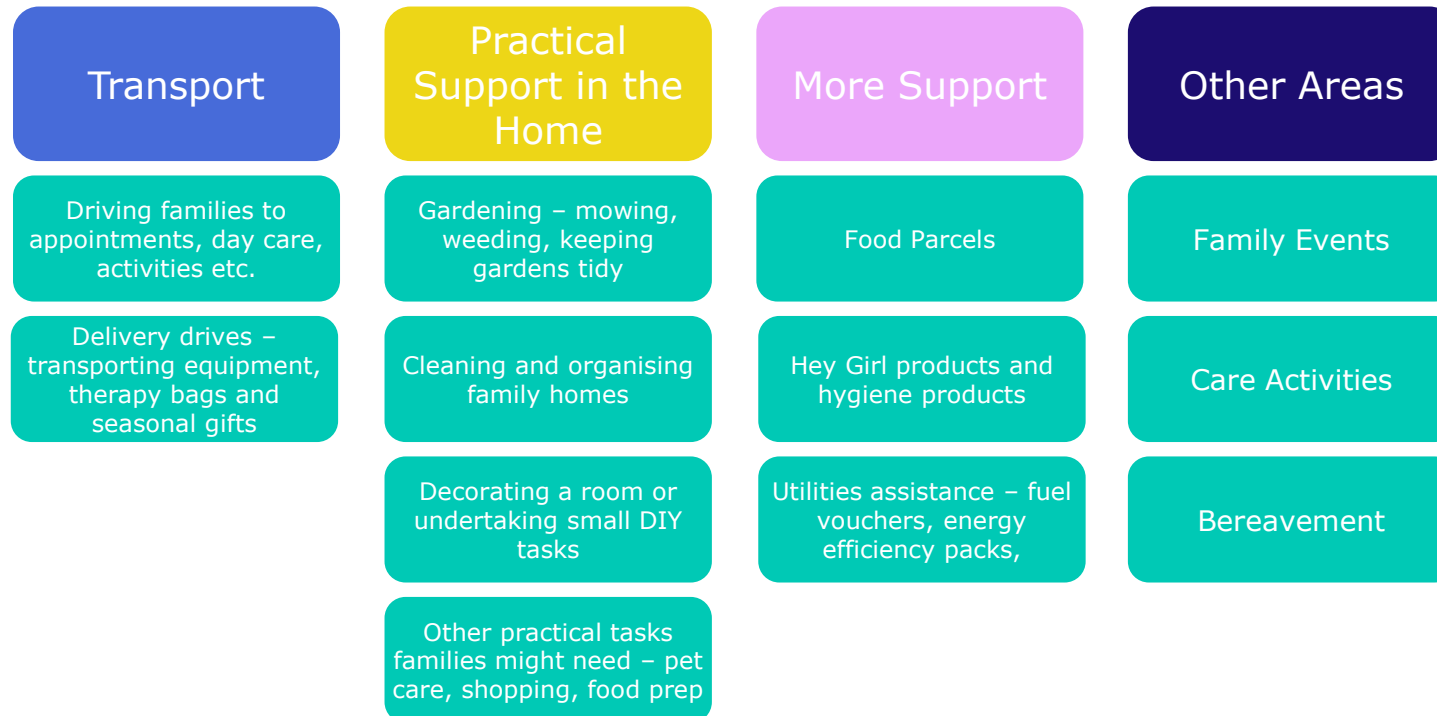 Transport
Driving families to
appointments, day care,
activities etc.
Delivery drives –
transporting equipment,
therapy bags and
seasonal gifts
Practical
Support in the
Home
Gardening – mowing,
weeding, keeping
gardens tidy
Cleaning and organising
family homes
Decorating a room or
undertaking small DIY
tasks
Other practical tasks
families might need – pet
care, shopping, food prep
More Support
Food Parcels
Hey Girl products and
hygiene products
Utilities assistance – fuel
vouchers, energy
efficiency packs,
Other Areas
Family Events
Care Activities
Bereavement